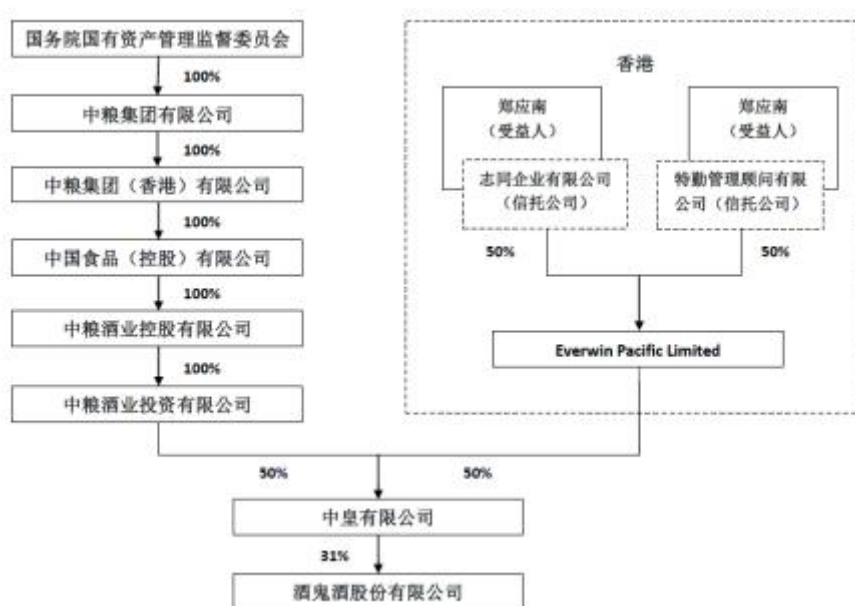 国务院国有资产管理监督委员会
100%
中粮集团有限公司
100%
中粮集团（香港）有限公司
100%
中国食品（控股）有限公司
100%
中粮酒业控股有限公司
100%
中粮酒业投资有限公司
香港
郑应南
（受益人）
志同企业有限公司
（信托公司）
50%
郑应南
（受益人）
特勤管理顾问有限
公司（信托公司）
50%
Everwin Pacific Limited
50%
50%
中皇有限公司
31%
酒鬼酒股份有限公司